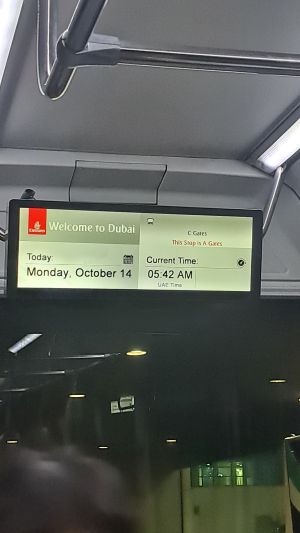 Emirates
Welcome to Dubai
C Gates
This Stop is A Gates
Today:
Monday, October 14
Current Time:
05:42 AM
UAE Time